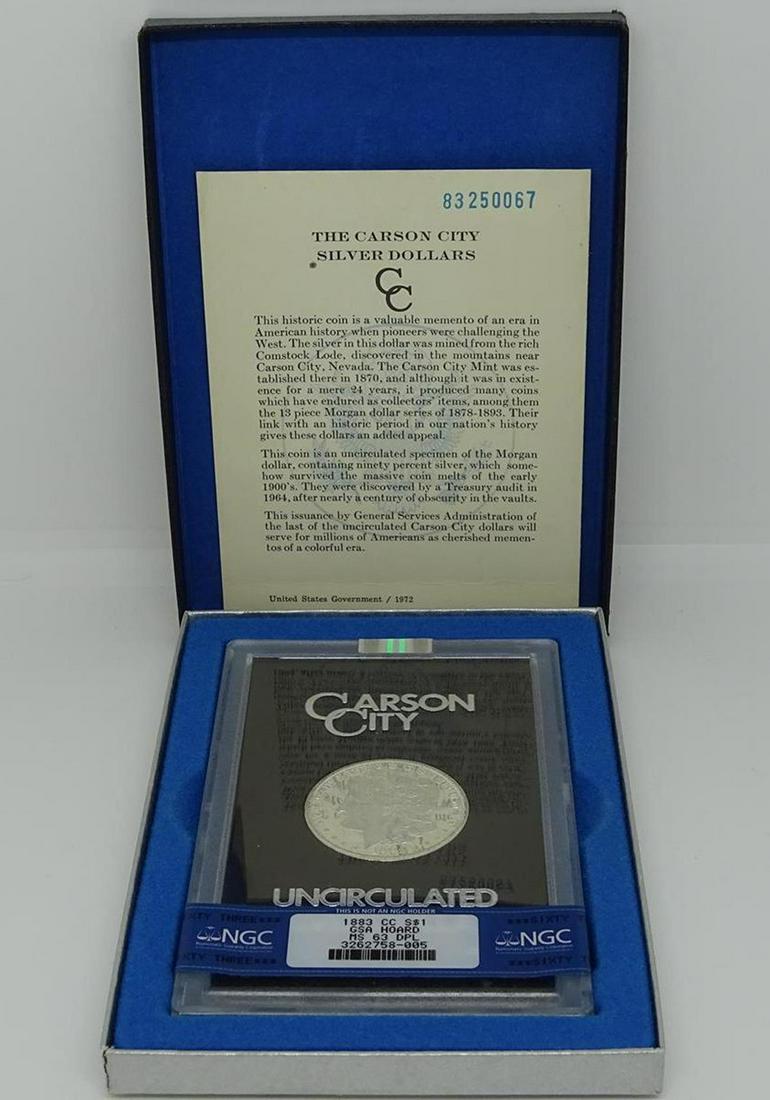 83250067
THE CARSON CITY
SILVER DOLLARS
CC
This historic coin is a valuable memento of an era in
American history when pioneers were challenging the
West. The silver in this dollar was mined from the rich
Comstock Lode, discovered in the mountains near
Carson City, Nevada. The Carson City Mint was es-
tablished there in 1870, and although it was in exist-
ence for a mere 24 years, it produced many coins
which have endured as collectors' items, among them
the 13 piece Morgan dollar series of 1878-1893. Their
link with an historic period in our nation's history
gives these dollars an added appeal.
This coin is an uncirculated specimen of the Morgan
dollar, containing ninety percent silver, which some-
how survived the massive coin melts of the early
1900's. They were discovered by a Treasury audit in
1964, after nearly a century of obscurity in the vaults.
This issuance by General Services Administration of
the last of the uncirculated Carson City dollars will
serve for millions of Americans as cherished memen-
tos of a colorful era.
United States Government / 1972
CARSON
CITY
UNCIRCULATED
THIS IS NOT AN NGC HOLDER
XTY THREE*** ***SIXTY T
1883 CC S$1
GSA HOARD
MS 63 DPL
3262758-005
NGC NGC
TY THREE*** ***SIXTY